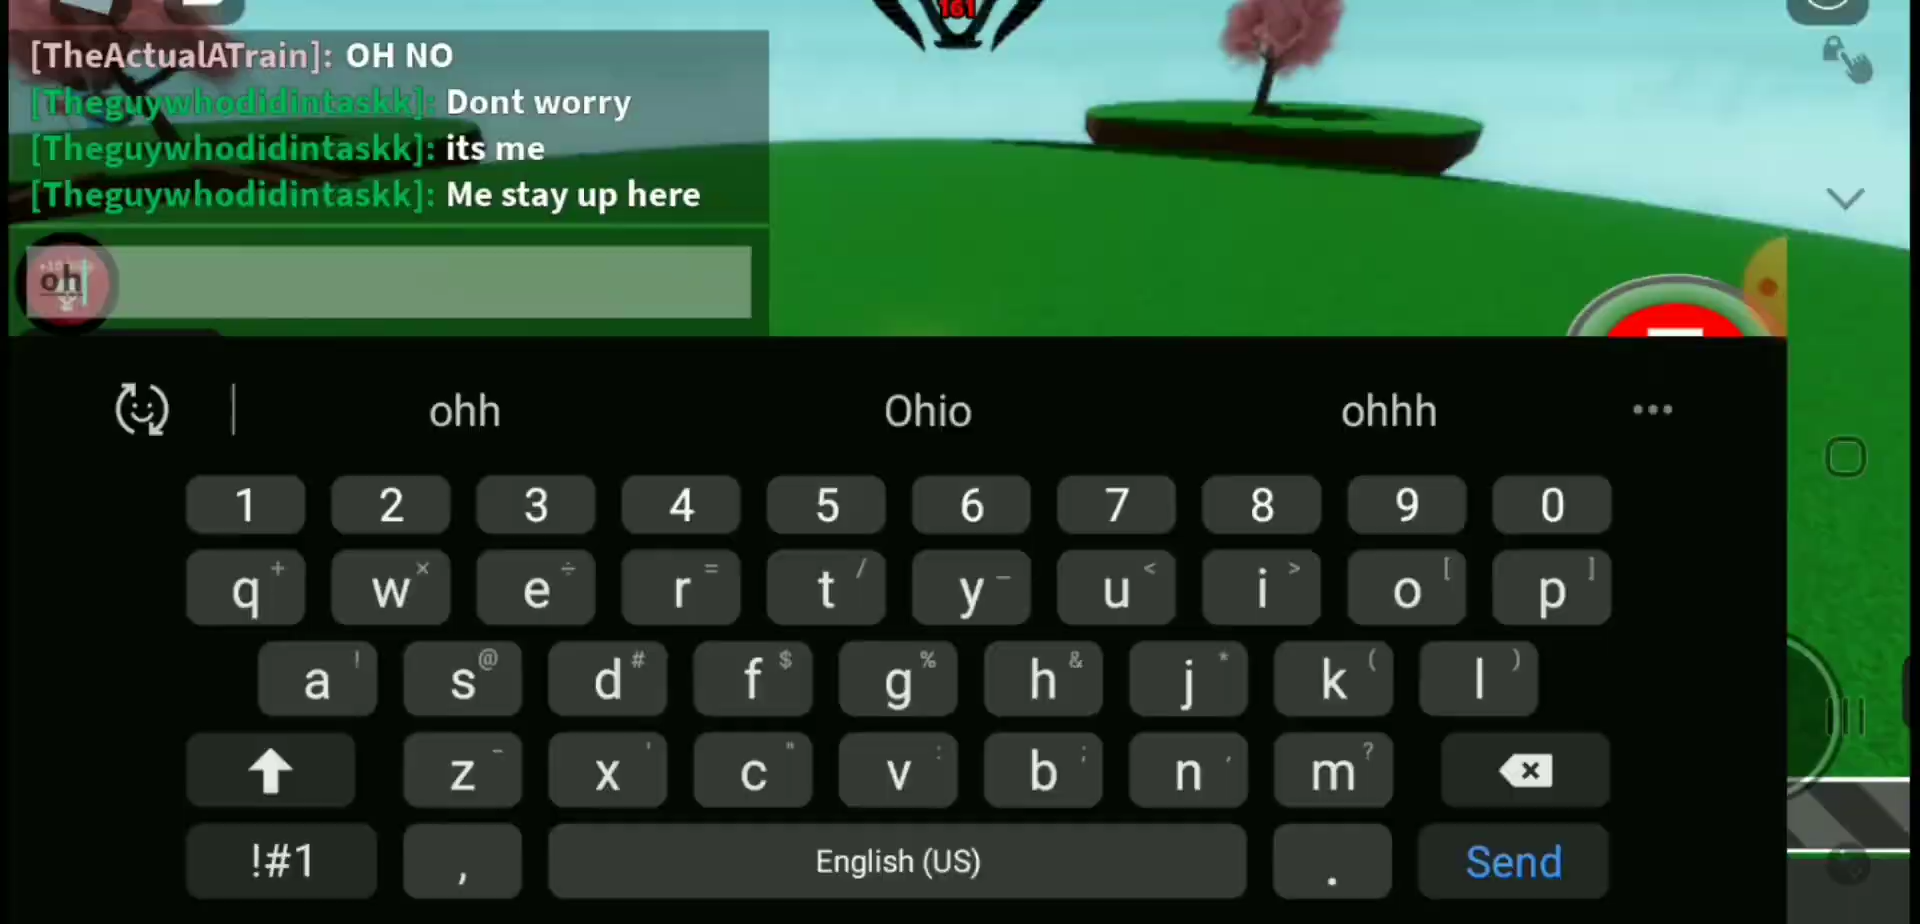 161
[TheActualATrain]: OH NO
[Theguywhodidintaskk]: Dont worry
[Theguywhodidintaskk]: its me
[Theguywhodidintaskk]: Me stay up here
oh
ohh Ohio ohhh
1 2 3 4 5 6 7 8 9 0
q + w × e ÷ r = t / y _ u < i > o [ p ]
a ! s @ d # f $ g % h & j * k ( l )
z - x ' c " v : b ; n , m ?
!#1 , English (US) . Send